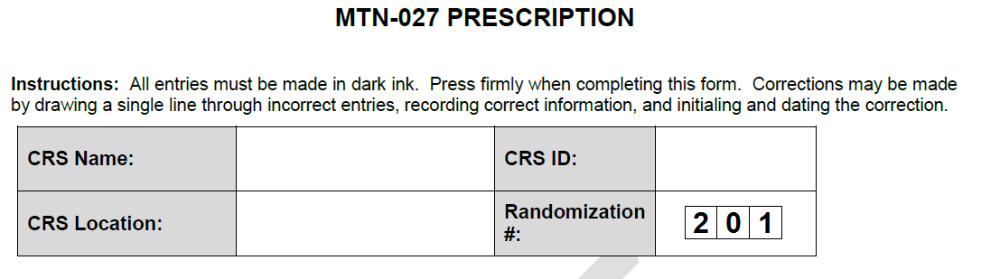 MTN-027 PRESCRIPTION
Instructions: All entries must be made in dark ink. Press firmly when completing this form. Corrections may be made
by drawing a single line through incorrect entries, recording correct information, and initialing and dating the correction.
CRS Name:
CRS ID:
CRS Location:
Randomization
#:
2 0 1